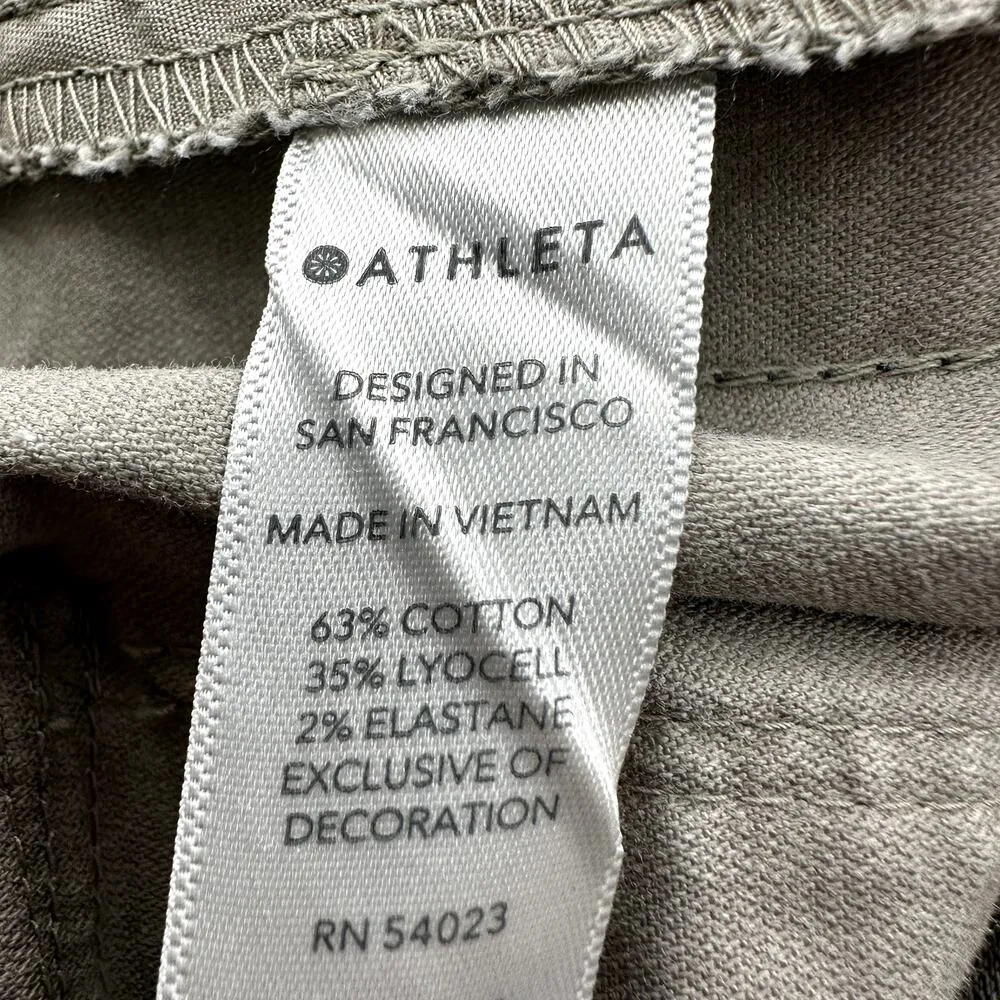 ATHLETA
DESIGNED IN
SAN FRANCISCO
MADE IN VIETNAM
63% COTTON
35% LYOCELL
2% ELASTANE
EXCLUSIVE OF
DECORATION
RN 54023